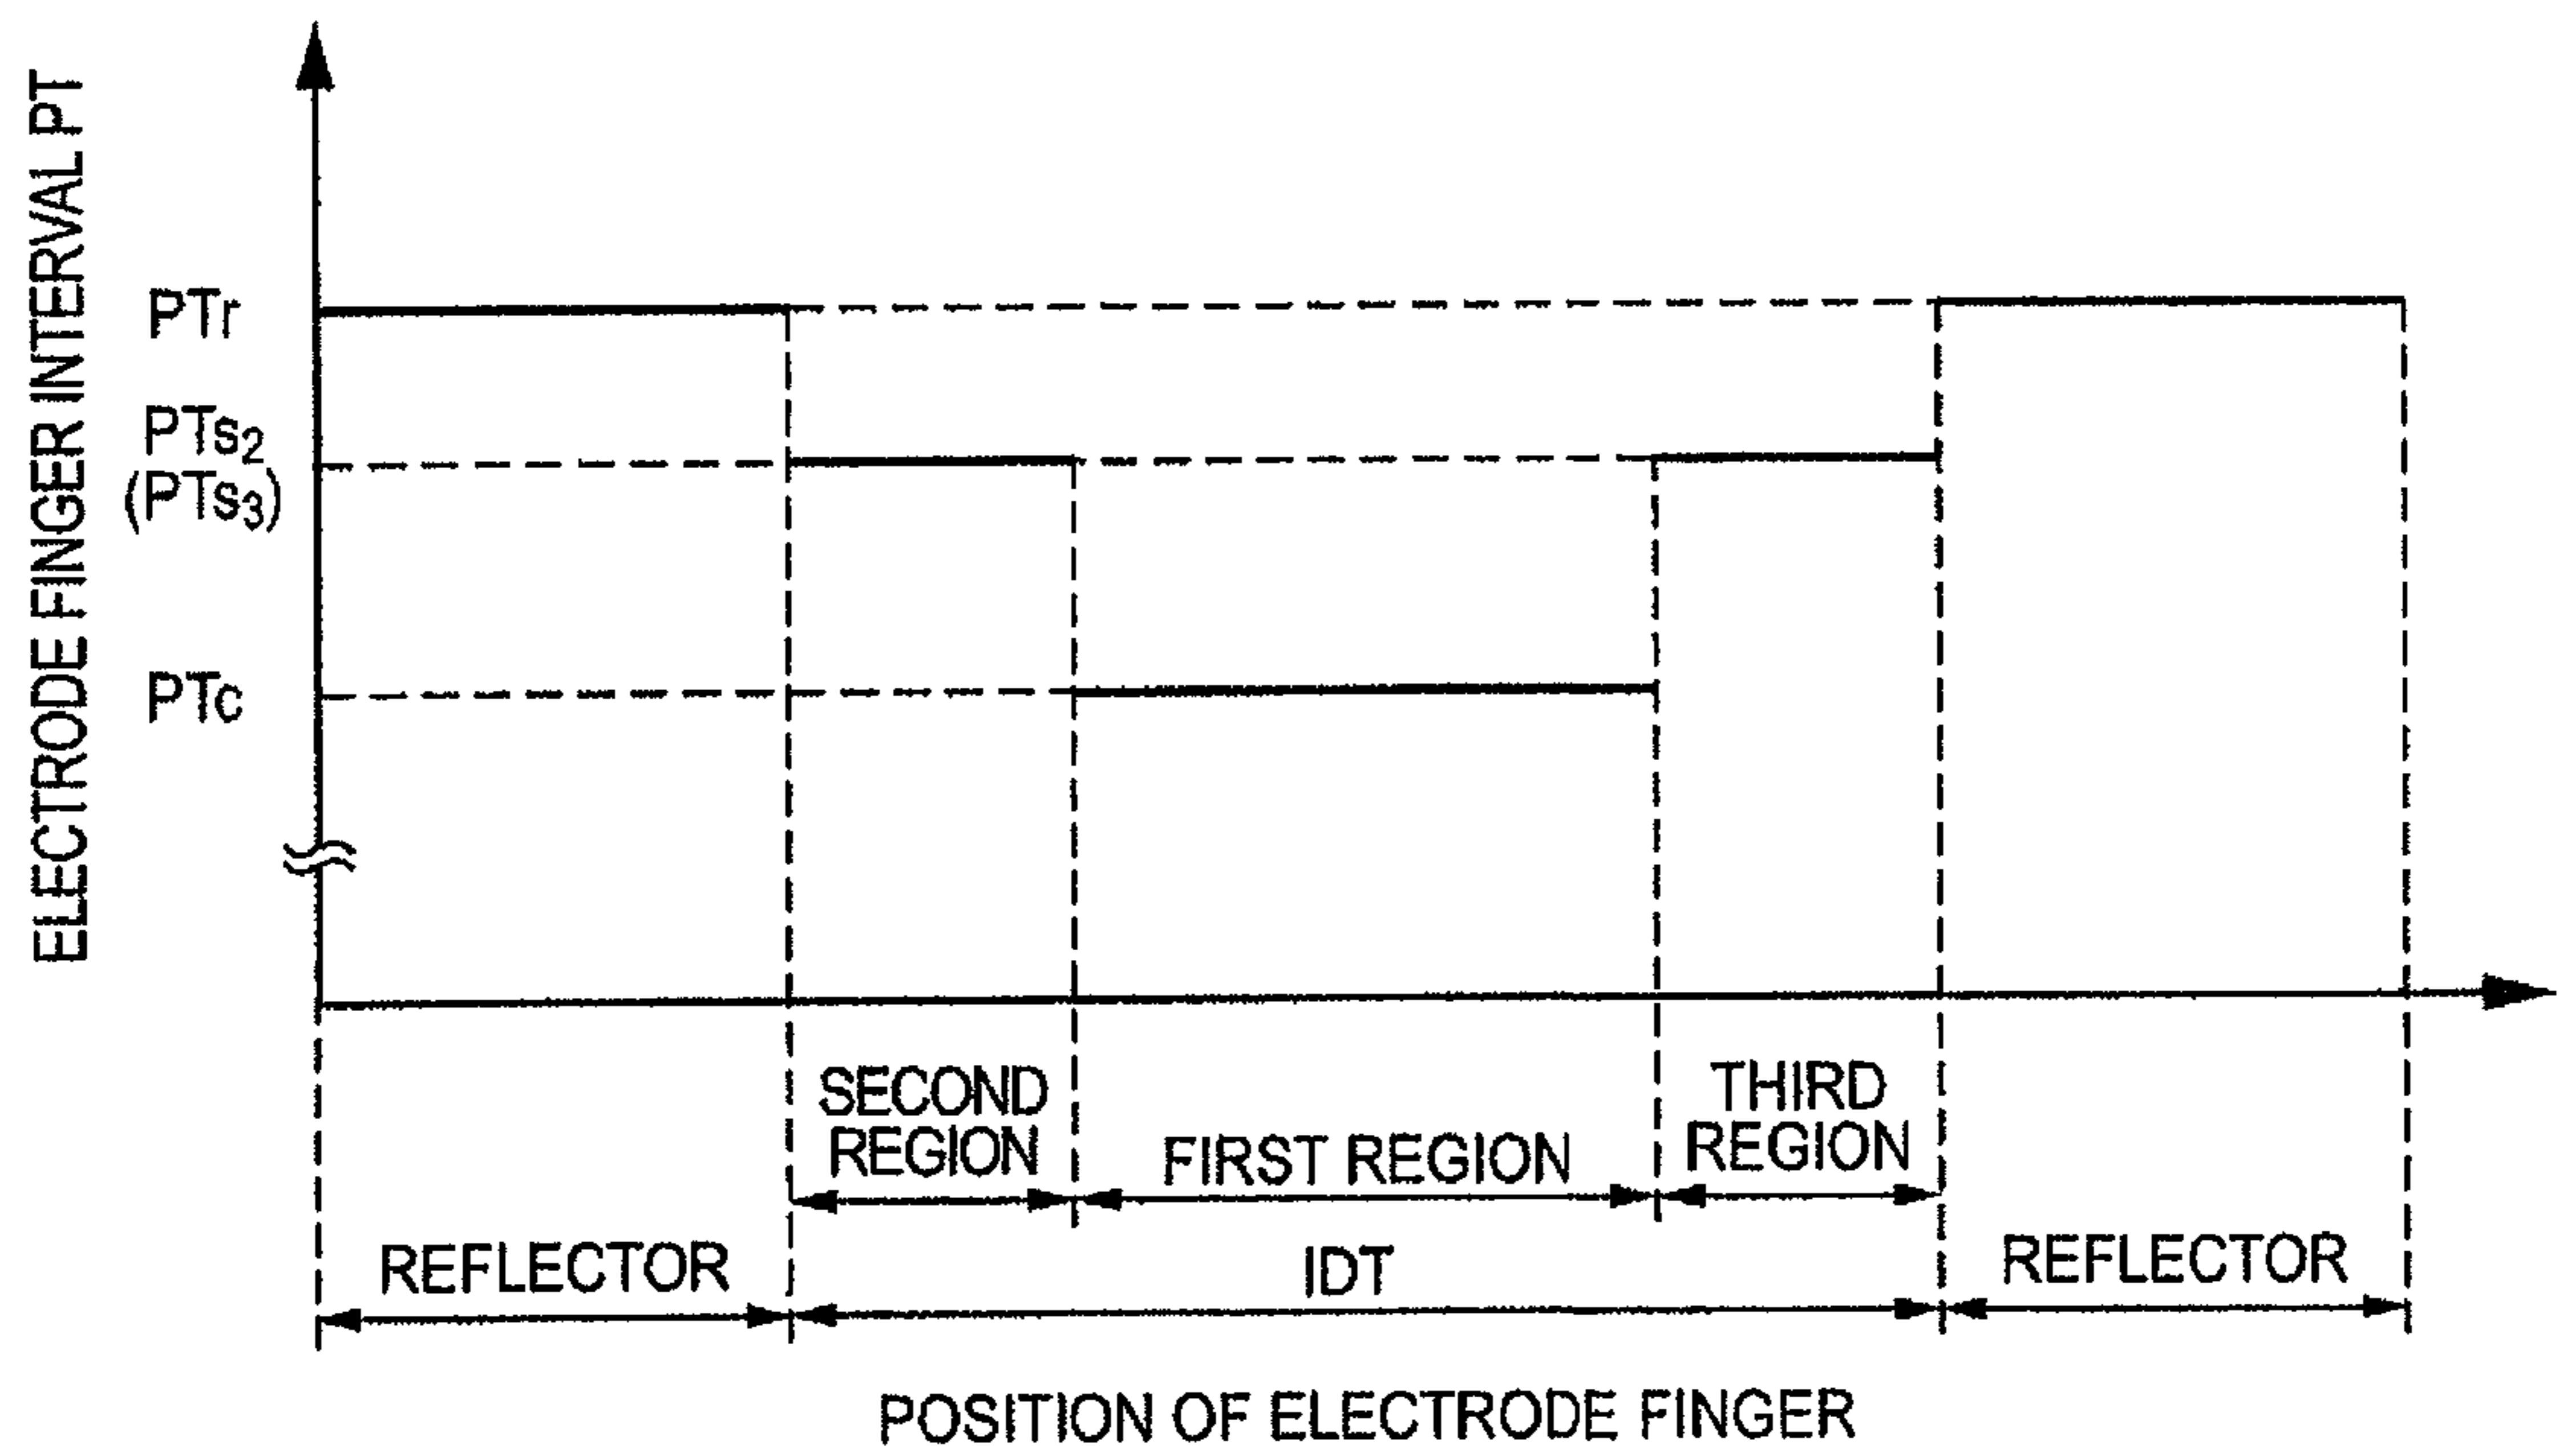 ELECTRODE FINGER INTERVAL PT
PTr
PTs2
(PTs3)
PTc
SECOND
REGION
FIRST REGION
THIRD
REGION
REFLECTOR
IDT
REFLECTOR
POSITION OF ELECTRODE FINGER